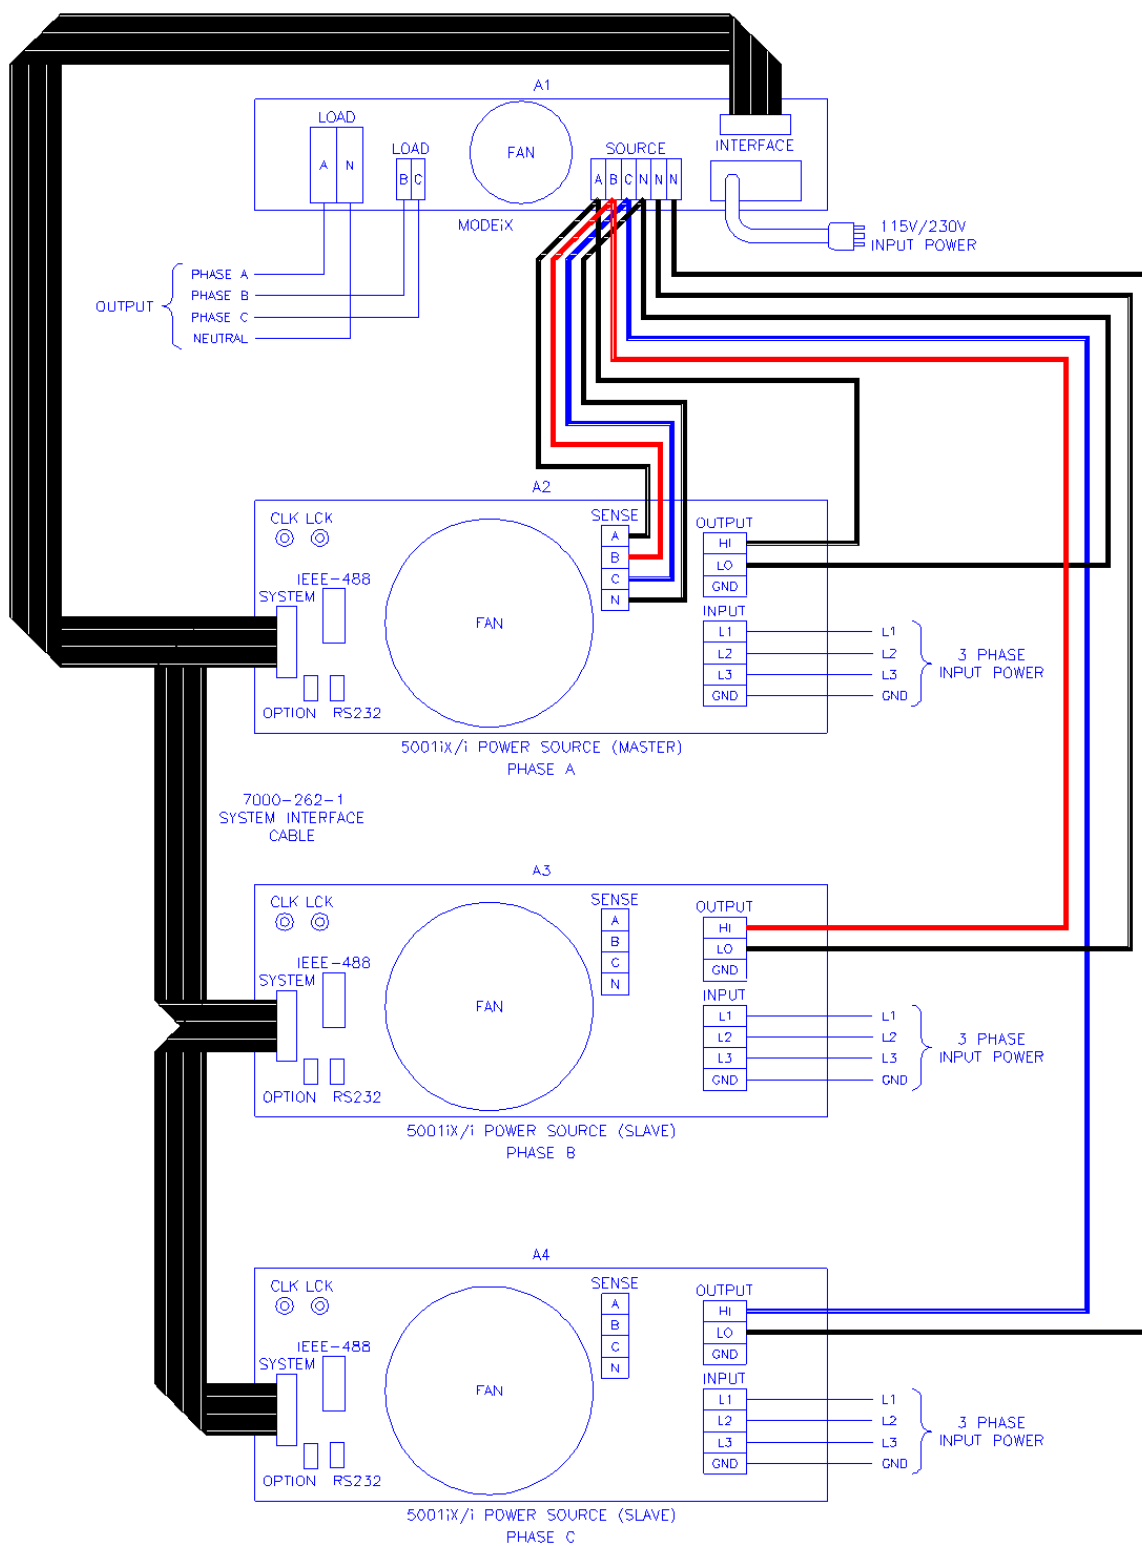 A1
LOAD
A N
LOAD
B C
FAN
SOURCE
A B C N N N
INTERFACE
MODEiX
115V/230V
INPUT POWER
OUTPUT
PHASE A
PHASE B
PHASE C
NEUTRAL
A2
CLK LCK
IEEE-488
SYSTEM
OPTION RS232
FAN
SENSE
A
B
C
N
OUTPUT
HI
LO
GND
INPUT
L1 L1
L2 L2
L3 L3
GND GND
3 PHASE
INPUT POWER
5001iX/i POWER SOURCE (MASTER)
PHASE A
7000-262-1
SYSTEM INTERFACE
CABLE
A3
CLK LCK
IEEE-488
SYSTEM
OPTION RS232
FAN
SENSE
A
B
C
N
OUTPUT
HI
LO
GND
INPUT
L1 L1
L2 L2
L3 L3
GND GND
3 PHASE
INPUT POWER
5001iX/i POWER SOURCE (SLAVE)
PHASE B
A4
CLK LCK
IEEE-488
SYSTEM
OPTION RS232
FAN
SENSE
A
B
C
N
OUTPUT
HI
LO
GND
INPUT
L1 L1
L2 L2
L3 L3
GND GND
3 PHASE
INPUT POWER
5001iX/i POWER SOURCE (SLAVE)
PHASE C